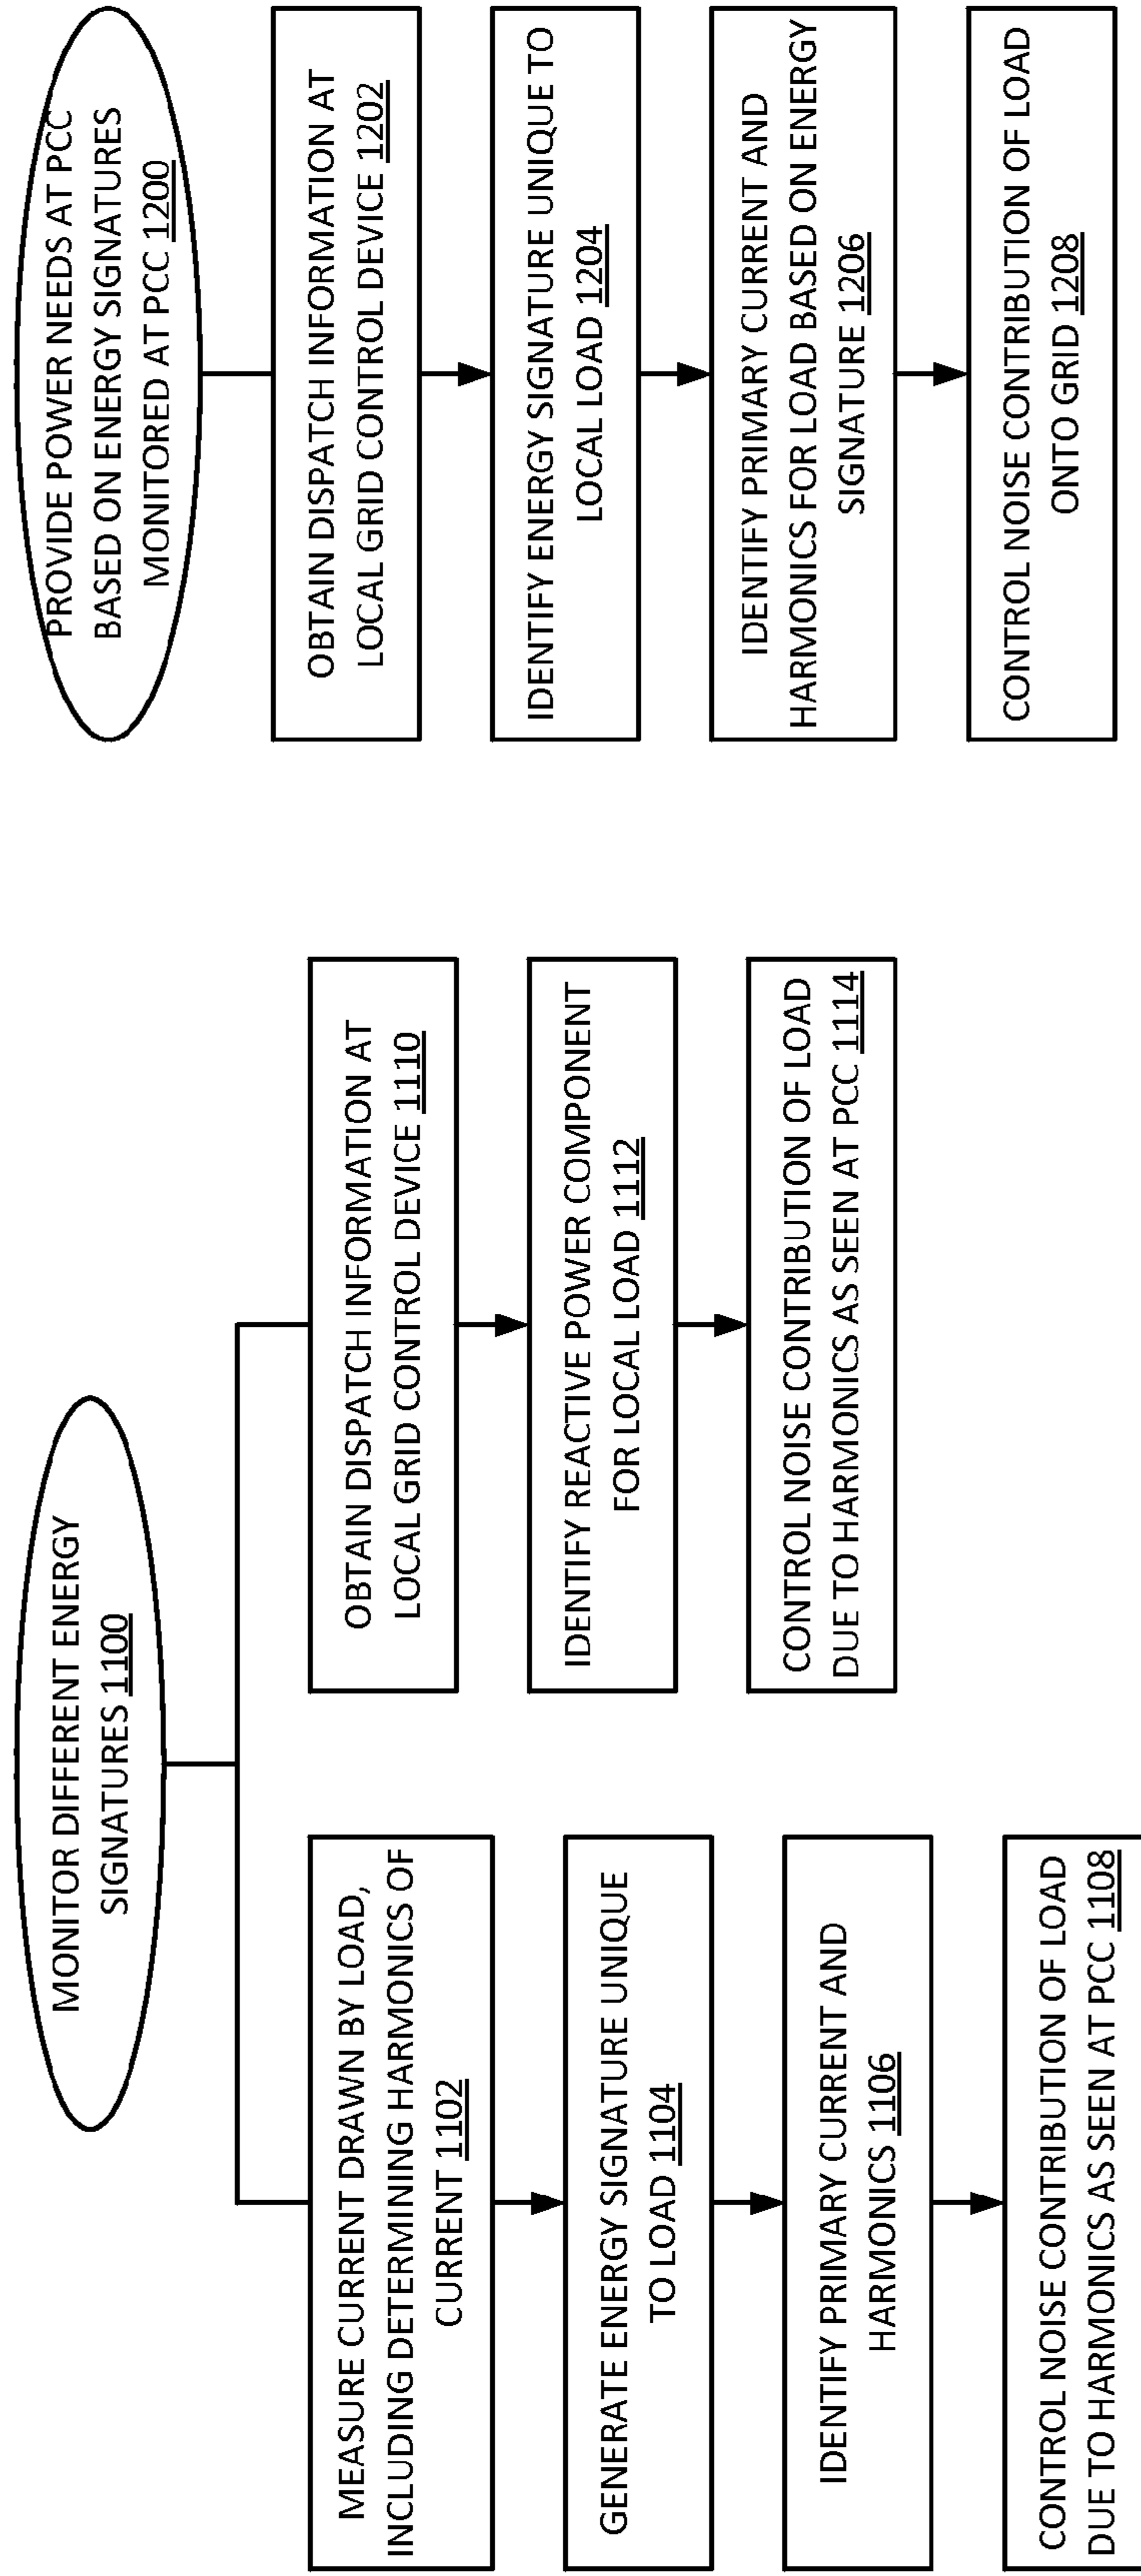 MONITOR DIFFERENT ENERGY
SIGNATURES 1100
MEASURE CURRENT DRAWN BY LOAD,
INCLUDING DETERMINING HARMONICS OF
CURRENT 1102
GENERATE ENERGY SIGNATURE UNIQUE
TO LOAD 1104
IDENTIFY PRIMARY CURRENT AND
HARMONICS 1106
CONTROL NOISE CONTRIBUTION OF LOAD
DUE TO HARMONICS AS SEEN AT PCC 1108
OBTAIN DISPATCH INFORMATION AT
LOCAL GRID CONTROL DEVICE 1110
IDENTIFY REACTIVE POWER COMPONENT
FOR LOCAL LOAD 1112
CONTROL NOISE CONTRIBUTION OF LOAD
DUE TO HARMONICS AS SEEN AT PCC 1114
PROVIDE POWER NEEDS AT PCC
BASED ON ENERGY SIGNATURES
MONITORED AT PCC 1200
OBTAIN DISPATCH INFORMATION AT
LOCAL GRID CONTROL DEVICE 1202
IDENTIFY ENERGY SIGNATURE UNIQUE TO
LOCAL LOAD 1204
IDENTIFY PRIMARY CURRENT AND
HARMONICS FOR LOAD BASED ON ENERGY
SIGNATURE 1206
CONTROL NOISE CONTRIBUTION OF LOAD
ONTO GRID 1208